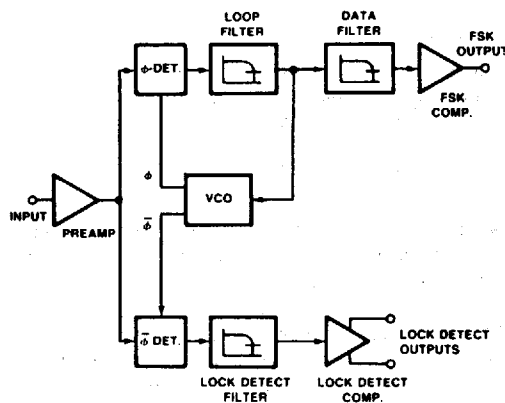 LOOP
FILTER
DATA
FILTER
FSK
OUTPUT
ϕ-DET.
FSK
COMP.
ϕ
VCO
ϕ̅
INPUT
PREAMP
ϕ̅ DET.
LOCK DETECT
OUTPUTS
LOCK DETECT
FILTER
LOCK DETECT
COMP.